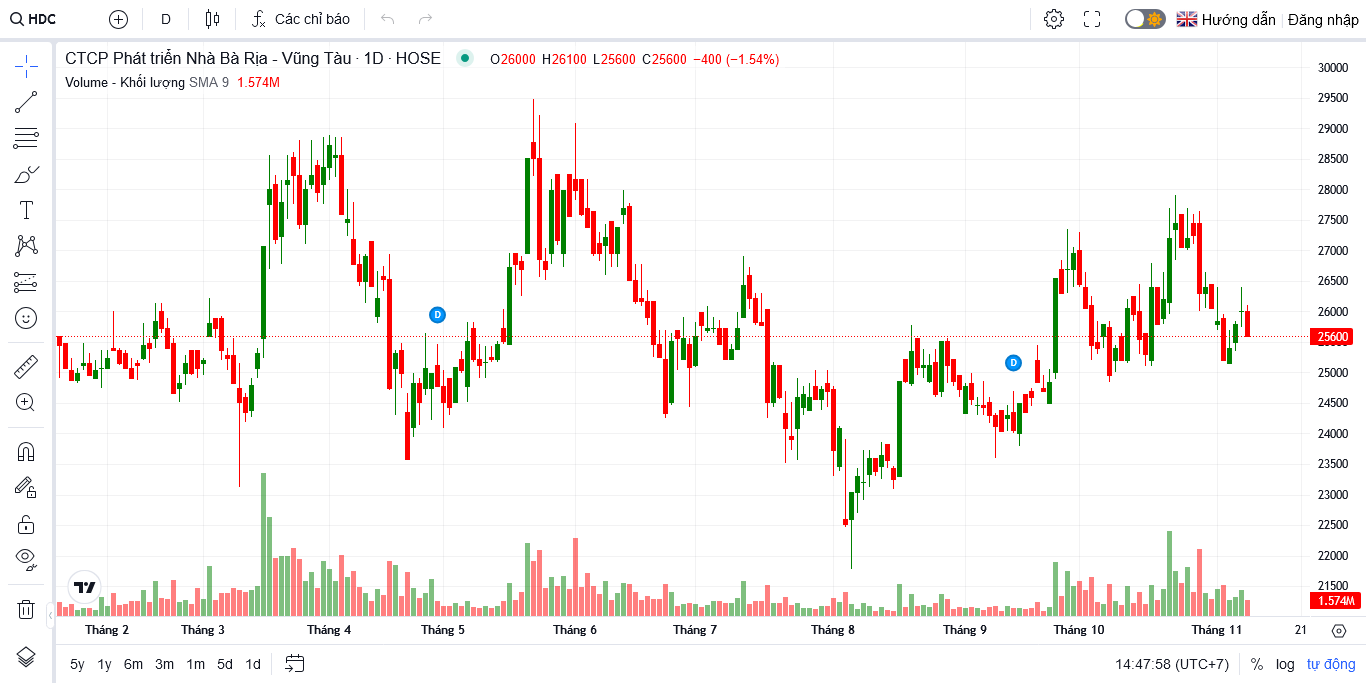 HDC D Các chỉ báo Hướng dẫn Đăng nhập
CTCP Phát triển Nhà Bà Rịa - Vũng Tàu · 1D · HOSE O26000 H26100 L25600 C25600 −400 (−1.54%)
Volume - Khối lượng SMA 9 1.574M
30000
29500
29000
28500
28000
27500
27000
26500
26000
D
25600
D
25000
24500
24000
23500
23000
22500
22000
21500
1.574M
Tháng 2 Tháng 3 Tháng 4 Tháng 5 Tháng 6 Tháng 7 Tháng 8 Tháng 9 Tháng 10 Tháng 11 21
5y 1y 6m 3m 1m 5d 1d 14:47:58 (UTC+7) % log tự động